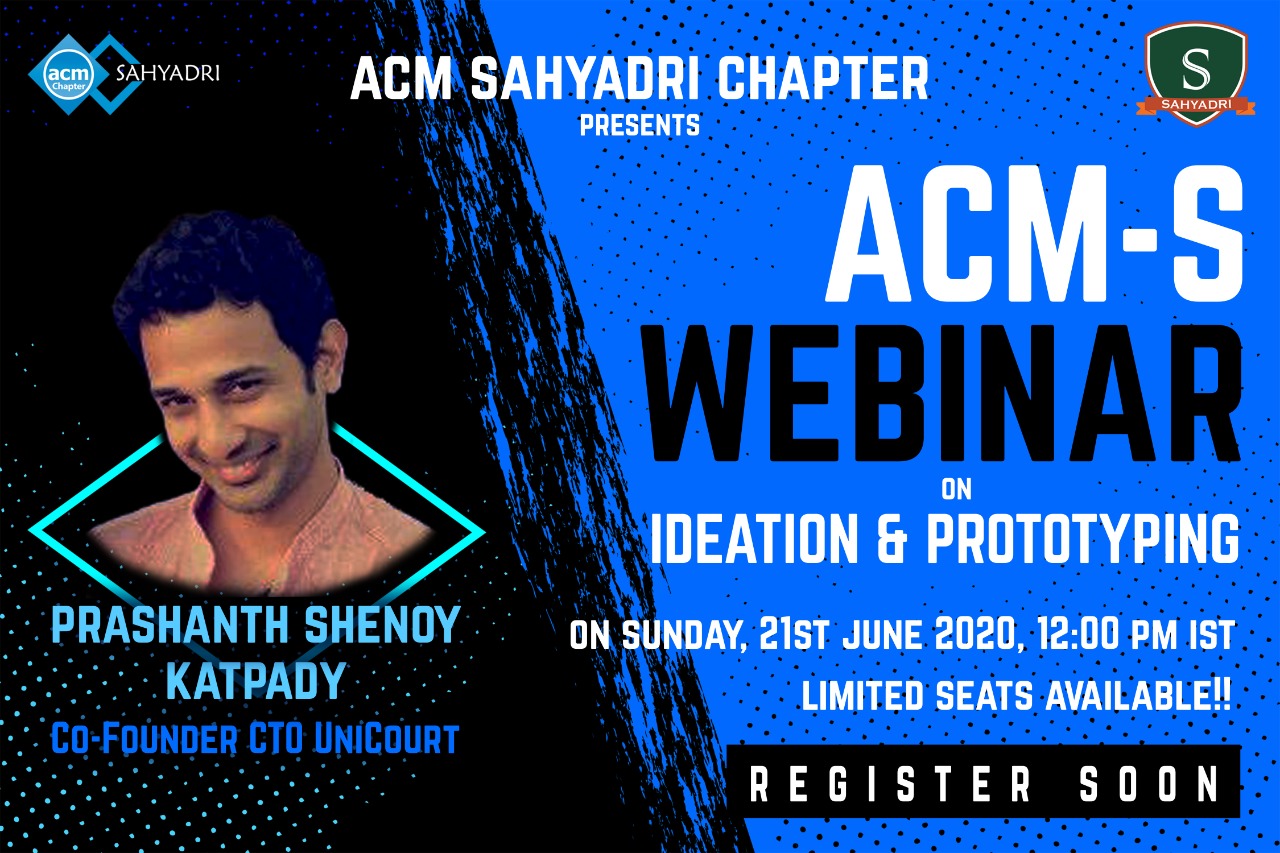 acm
Chapter
SAHYADRI
ACM SAHYADRI CHAPTER
PRESENTS
S
SAHYADRI
ACM-S
WEBINAR
ON
IDEATION & PROTOTYPING
PRASHANTH SHENOY
KATPADY
CO-FOUNDER CTO UNICOURT
ON SUNDAY, 21ST JUNE 2020, 12:00 PM IST
LIMITED SEATS AVAILABLE!!
REGISTER SOON